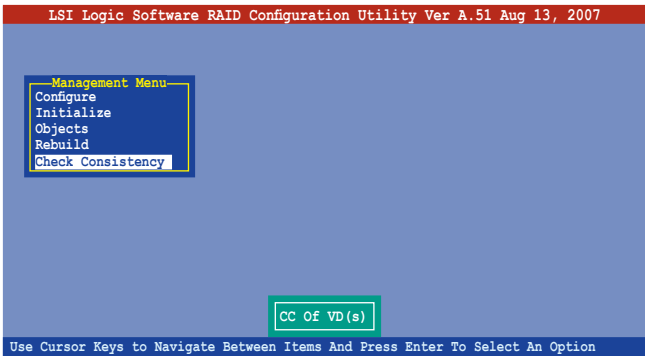 LSI Logic Software RAID Configuration Utility Ver A.51 Aug 13, 2007
Management Menu
Configure
Initialize
Objects
Rebuild
Check Consistency
CC Of VD(s)
Use Cursor Keys to Navigate Between Items And Press Enter To Select An Option